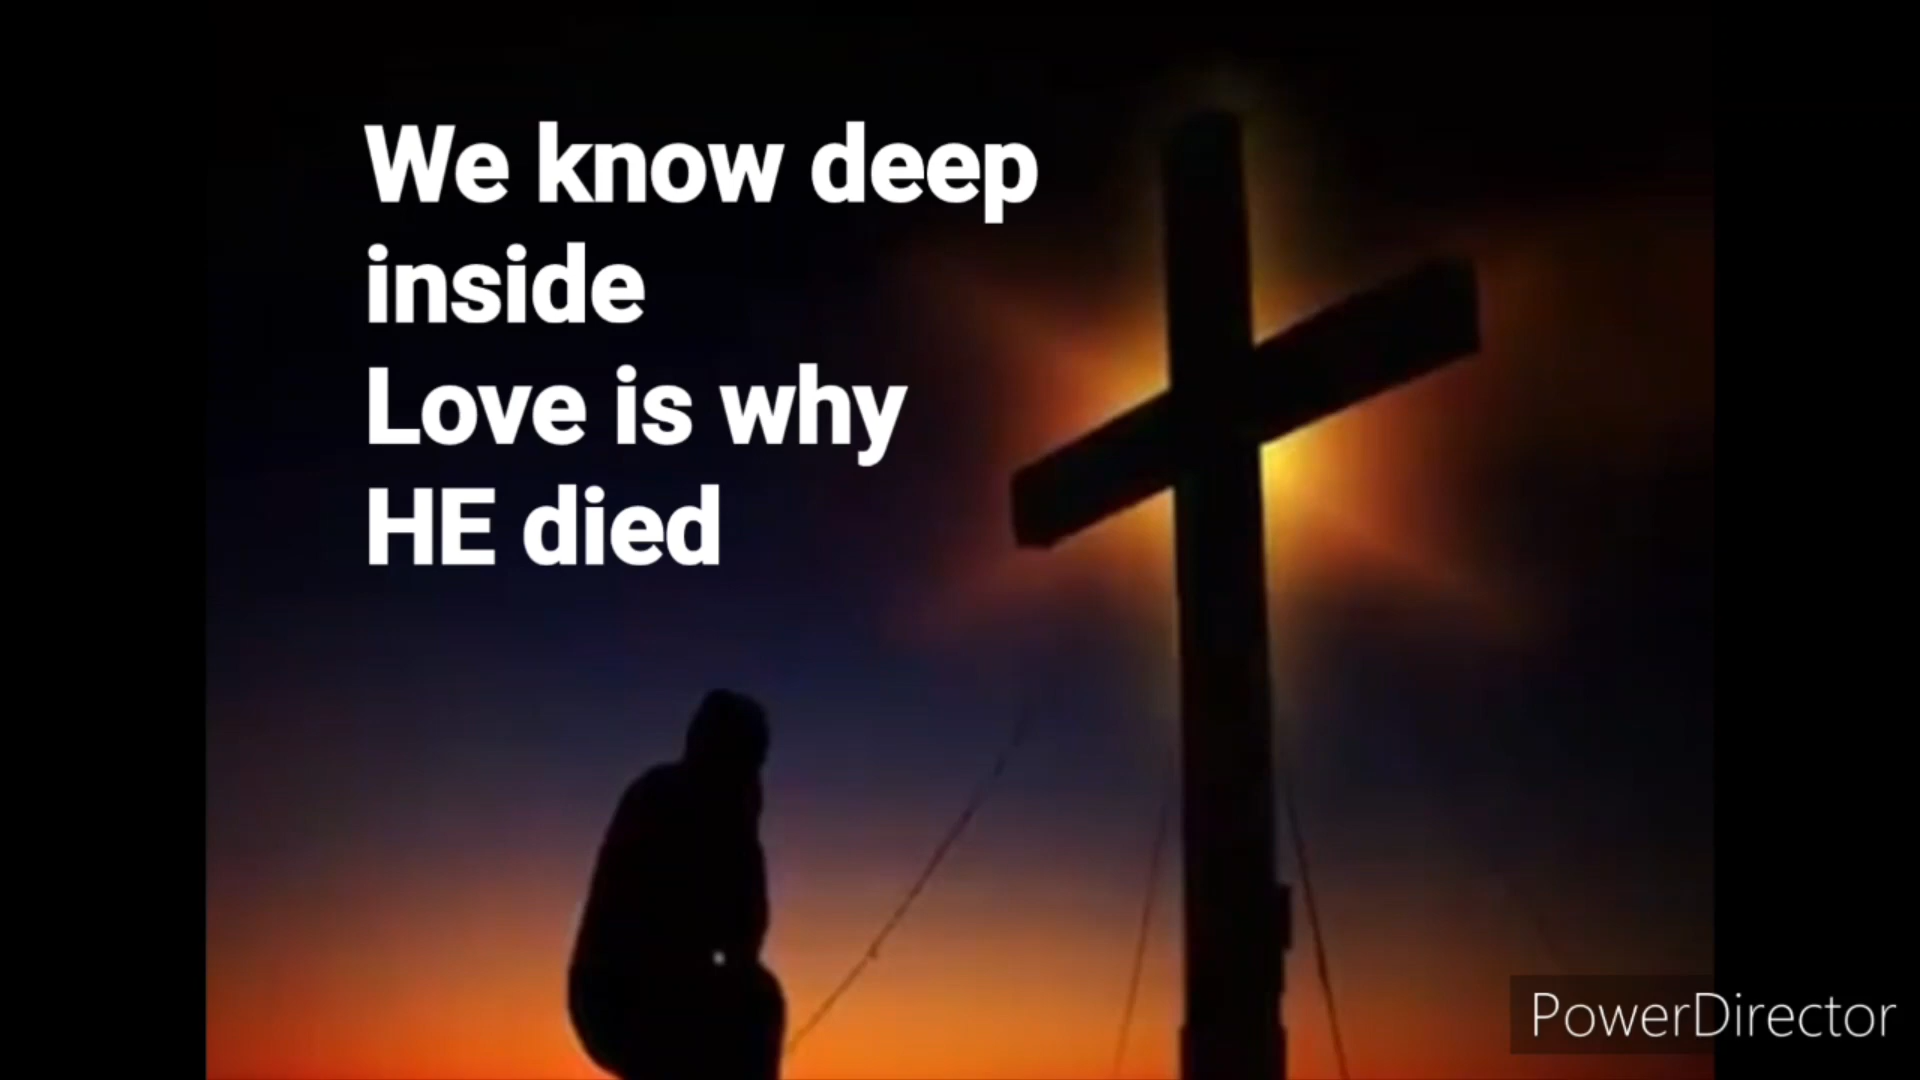 We know deep
inside
Love is why
HE died
PowerDirector